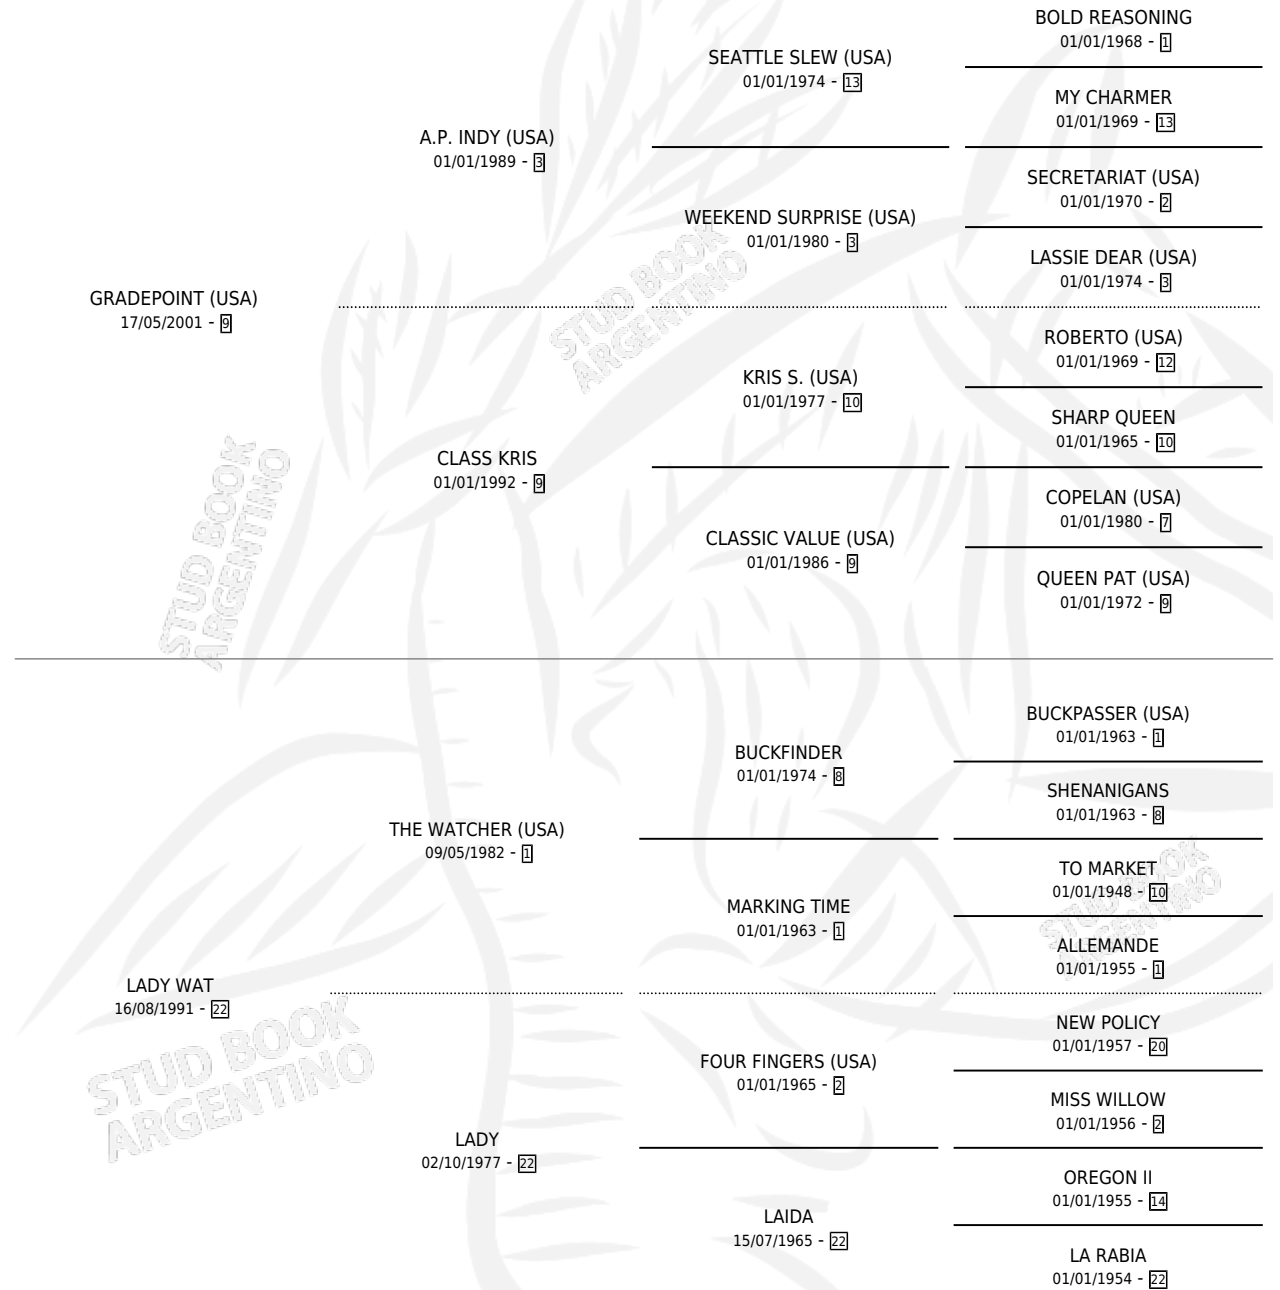 BOLD REASONING
01/01/1968 - 1
SEATTLE SLEW (USA)
01/01/1974 - 13
MY CHARMER
01/01/1969 - 13
A.P. INDY (USA)
01/01/1989 - 3
SECRETARIAT (USA)
01/01/1970 - 2
WEEKEND SURPRISE (USA)
01/01/1980 - 3
LASSIE DEAR (USA)
01/01/1974 - 3
GRADEPOINT (USA)
17/05/2001 - 9
ROBERTO (USA)
01/01/1969 - 12
KRIS S. (USA)
01/01/1977 - 10
SHARP QUEEN
01/01/1965 - 10
CLASS KRIS
01/01/1992 - 9
COPELAN (USA)
01/01/1980 - 7
CLASSIC VALUE (USA)
01/01/1986 - 9
QUEEN PAT (USA)
01/01/1972 - 9
BUCKPASSER (USA)
01/01/1963 - 1
BUCKFINDER
01/01/1974 - 8
SHENANIGANS
01/01/1963 - 8
THE WATCHER (USA)
09/05/1982 - 1
TO MARKET
01/01/1948 - 10
MARKING TIME
01/01/1963 - 1
ALLEMANDE
01/01/1955 - 1
LADY WAT
16/08/1991 - 22
NEW POLICY
01/01/1957 - 20
FOUR FINGERS (USA)
01/01/1965 - 2
MISS WILLOW
01/01/1956 - 2
LADY
02/10/1977 - 22
OREGON II
01/01/1955 - 14
LAIDA
15/07/1965 - 22
LA RABIA
01/01/1954 - 22
STUD BOOK
ARGENTINO
STUD BOOK
ARGENTINO
STUD BOOK
ARGENTINO
STUD BOOK
ARGENTINO